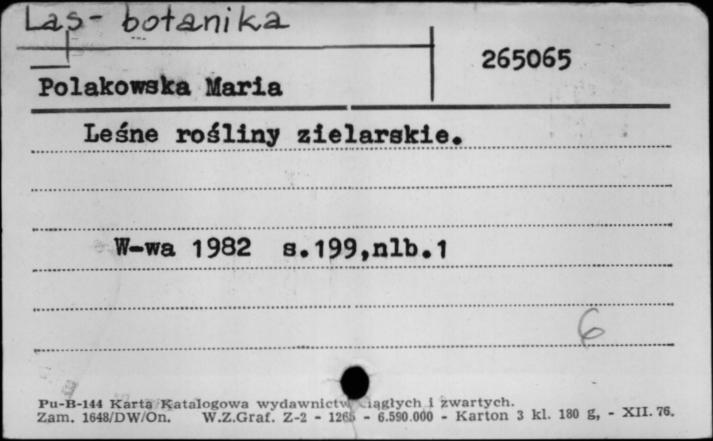 Las - botanika
265065
Polakowska Maria
Leśne rośliny zielarskie.
W-wa 1982 s.199,nlb.1
6
Pu-B-144 Karta Katalogowa wydawnictw ciągłych i zwartych.
Zam. 1648/DW/On. W.Z.Graf. Z-2 - 1265 - 6.590.000 - Karton 3 kl. 180 g, - XII. 76.